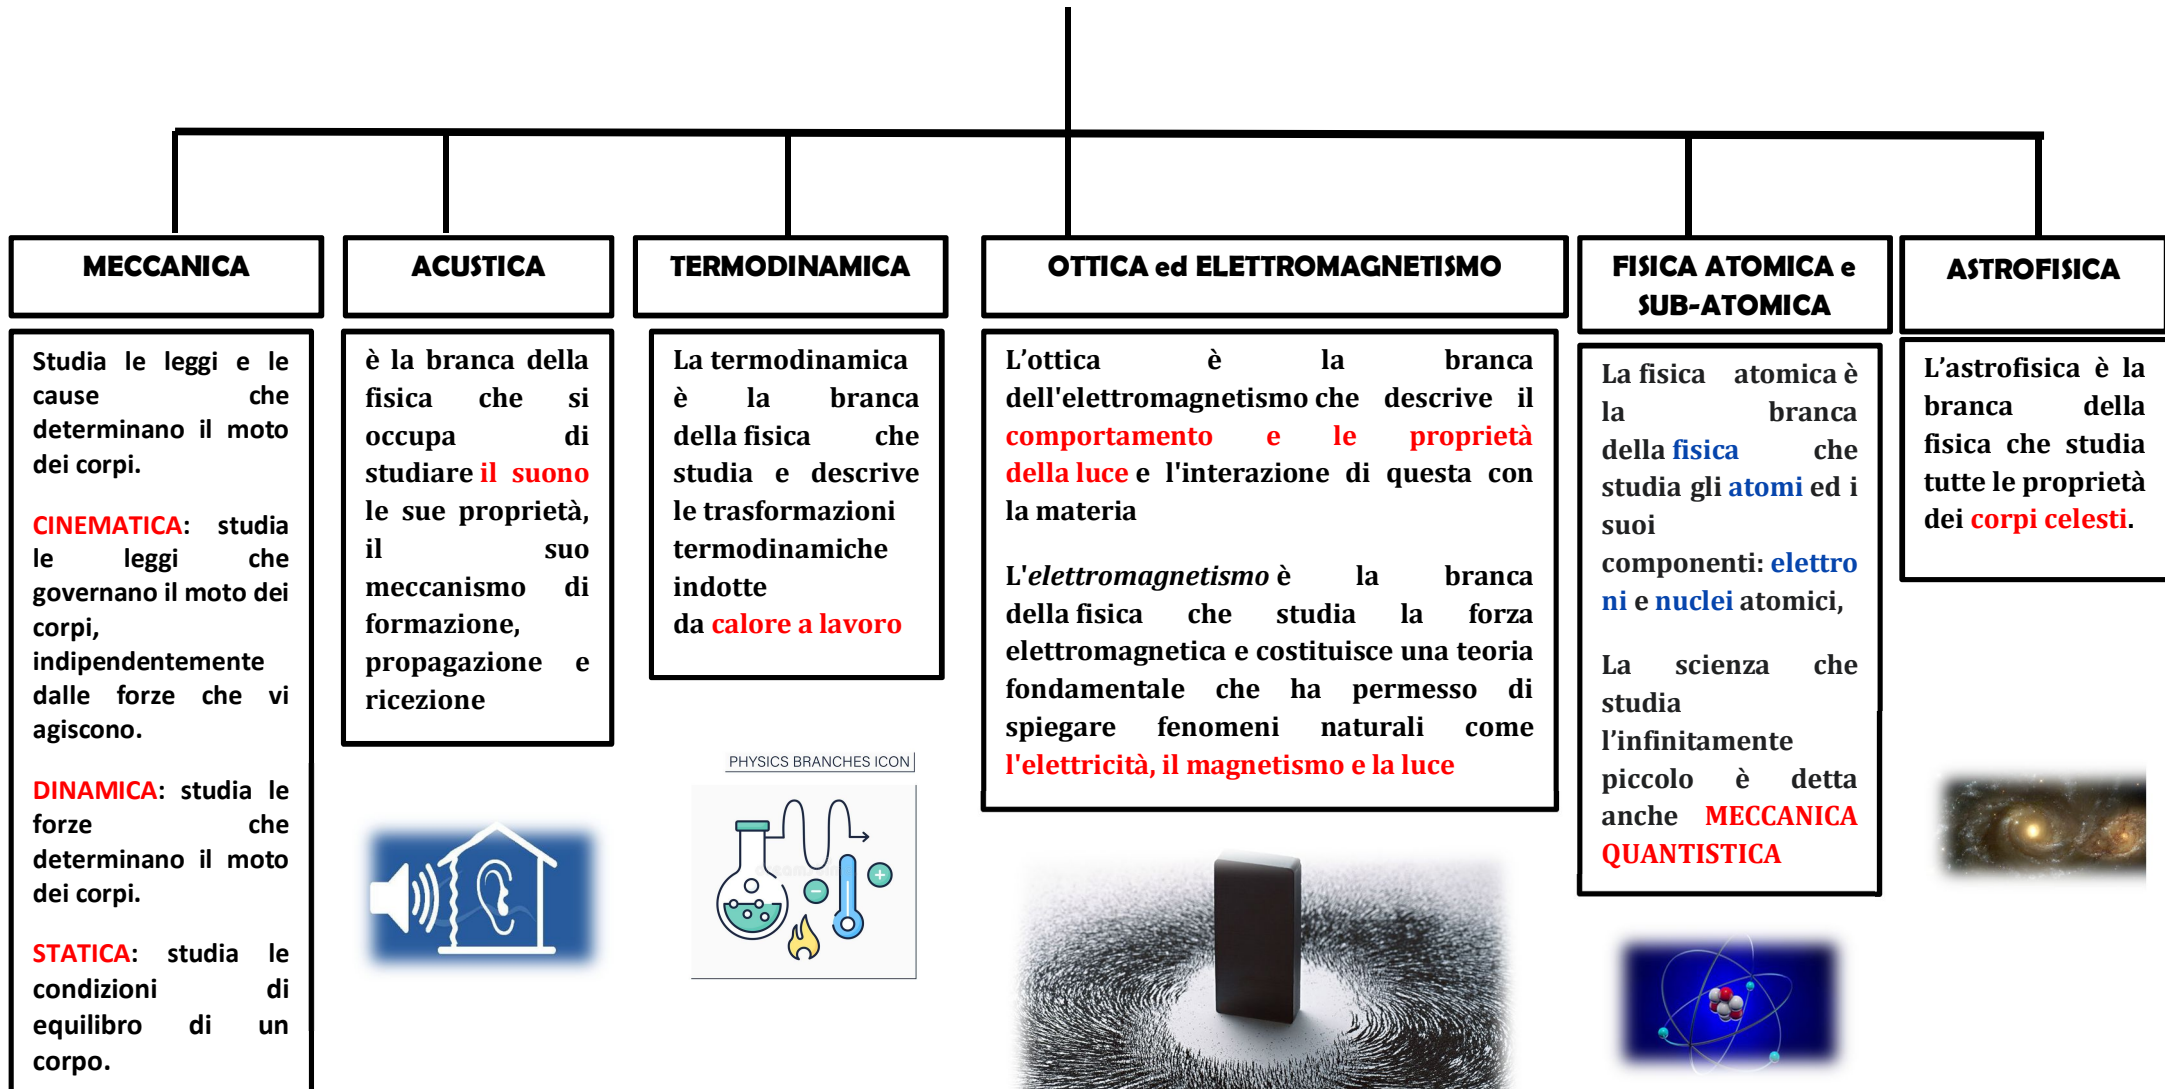 MECCANICA
Studia le leggi e le
cause che
determinano il moto
dei corpi.
CINEMATICA: studia
le leggi che
governano il moto dei
corpi,
indipendentemente
dalle forze che vi
agiscono.
DINAMICA: studia le
forze che
determinano il moto
dei corpi.
STATICA: studia le
condizioni di
equilibro di un
corpo.
ACUSTICA
è la branca della
fisica che si
occupa di
studiare il suono
le sue proprietà,
il suo
meccanismo di
formazione,
propagazione e
ricezione
TERMODINAMICA
La termodinamica
è la branca
della fisica che
studia e descrive
le trasformazioni
termodinamiche
indotte
da calore a lavoro
PHYSICS BRANCHES ICON
OTTICA ed ELETTROMAGNETISMO
L'ottica è la branca
dell'elettromagnetismo che descrive il
comportamento e le proprietà
della luce e l'interazione di questa con
la materia
L'elettromagnetismo è la branca
della fisica che studia la forza
elettromagnetica e costituisce una teoria
fondamentale che ha permesso di
spiegare fenomeni naturali come
l'elettricità, il magnetismo e la luce
FISICA ATOMICA e
SUB-ATOMICA
La fisica atomica è
la branca
della fisica che
studia gli atomi ed i
suoi
componenti: elettro
ni e nuclei atomici,
La scienza che
studia
l'infinitamente
piccolo è detta
anche MECCANICA
QUANTISTICA
ASTROFISICA
L'astrofisica è la
branca della
fisica che studia
tutte le proprietà
dei corpi celesti.